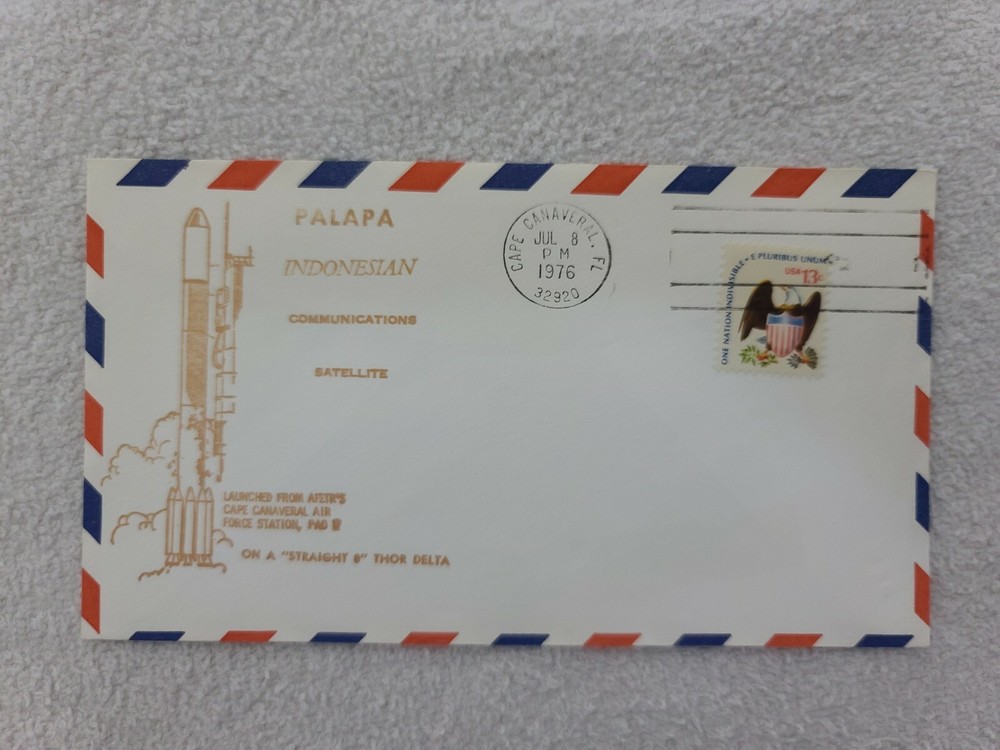 PALAPA
INDONESIAN
COMMUNICATIONS
SATELLITE
LAUNCHED FROM AFETR'S
CAPE CANAVERAL AIR
FORCE STATION, PAD
ON A "STRAIGHT 8" THOR DELTA
CAPE CANAVERAL, FL
JUL 8
PM
1976
32920
ONE NATION INDIVISIBLE • E PLURIBUS UNUM
USA 13c